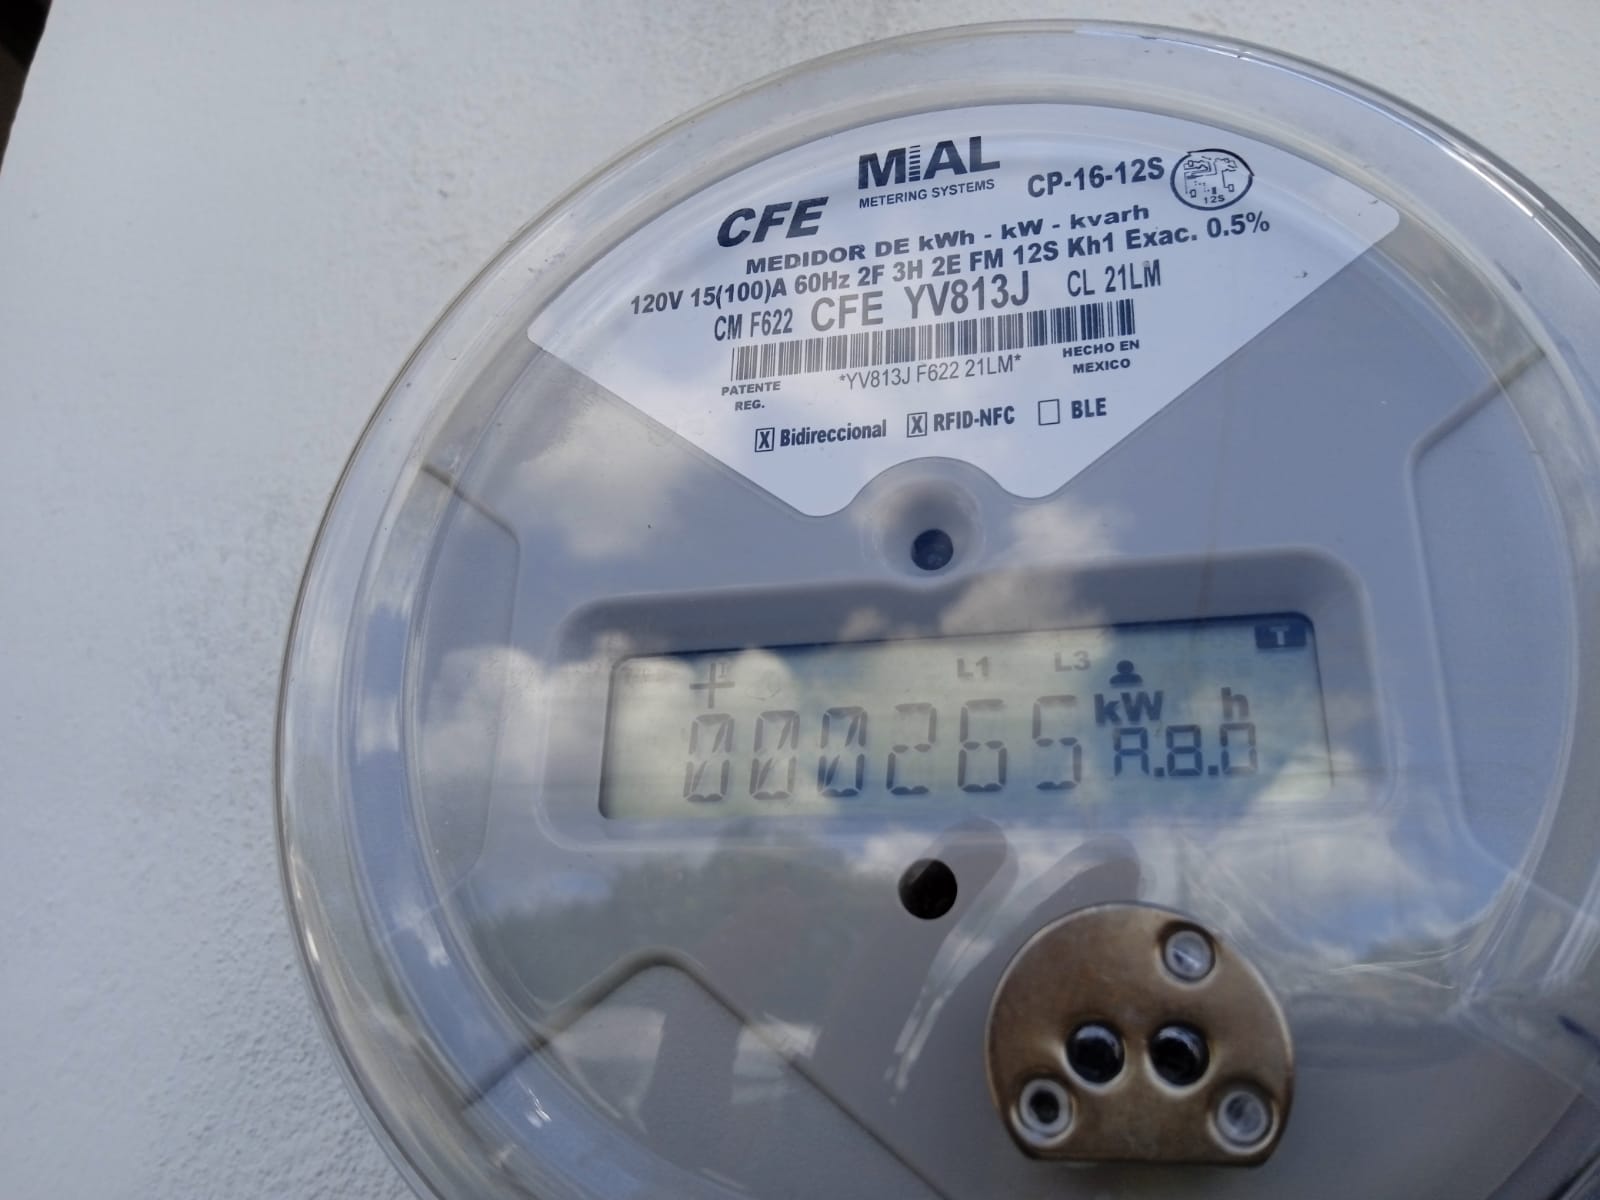 MIAL
METERING SYSTEMS
CP-16-12S
12S
CFE
MEDIDOR DE kWh - kW - kvarh
120V 15(100)A 60Hz 2F 3H 2E FM 12S Kh1 Exac. 0.5%
CM F622 CFE YV813J CL 21LM
PATENTE REG.
*YV813J F622 21LM*
HECHO EN MEXICO
X Bidireccional X RFID-NFC BLE
T
L1 L3
000265 kWh
A.8.0